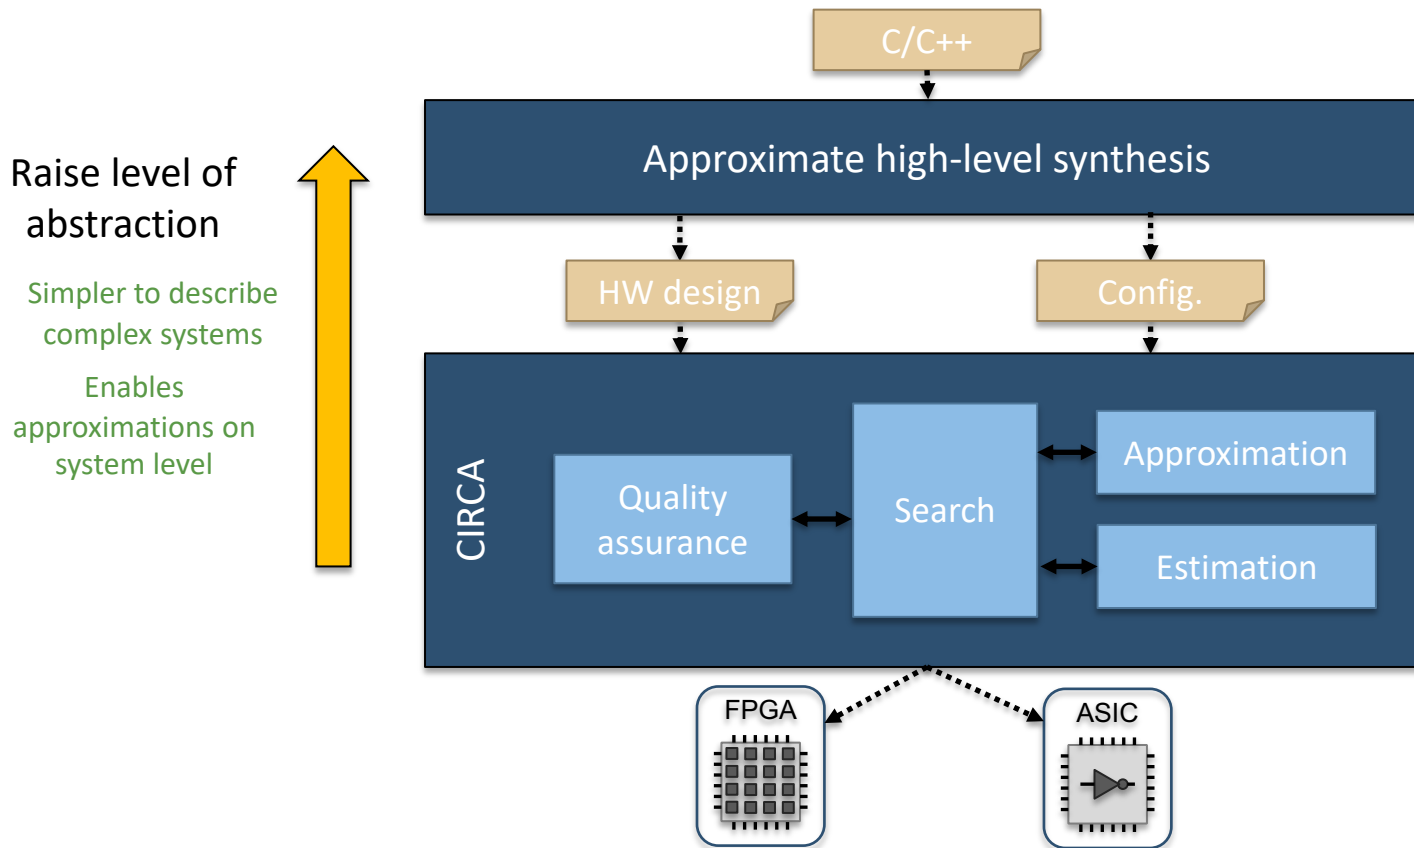 C/C++
Approximate high-level synthesis
Raise level of
abstraction
Simpler to describe
complex systems
Enables
approximations on
system level
HW design
Config.
CIRCA
Quality
assurance
Search
Approximation
Estimation
FPGA
ASIC